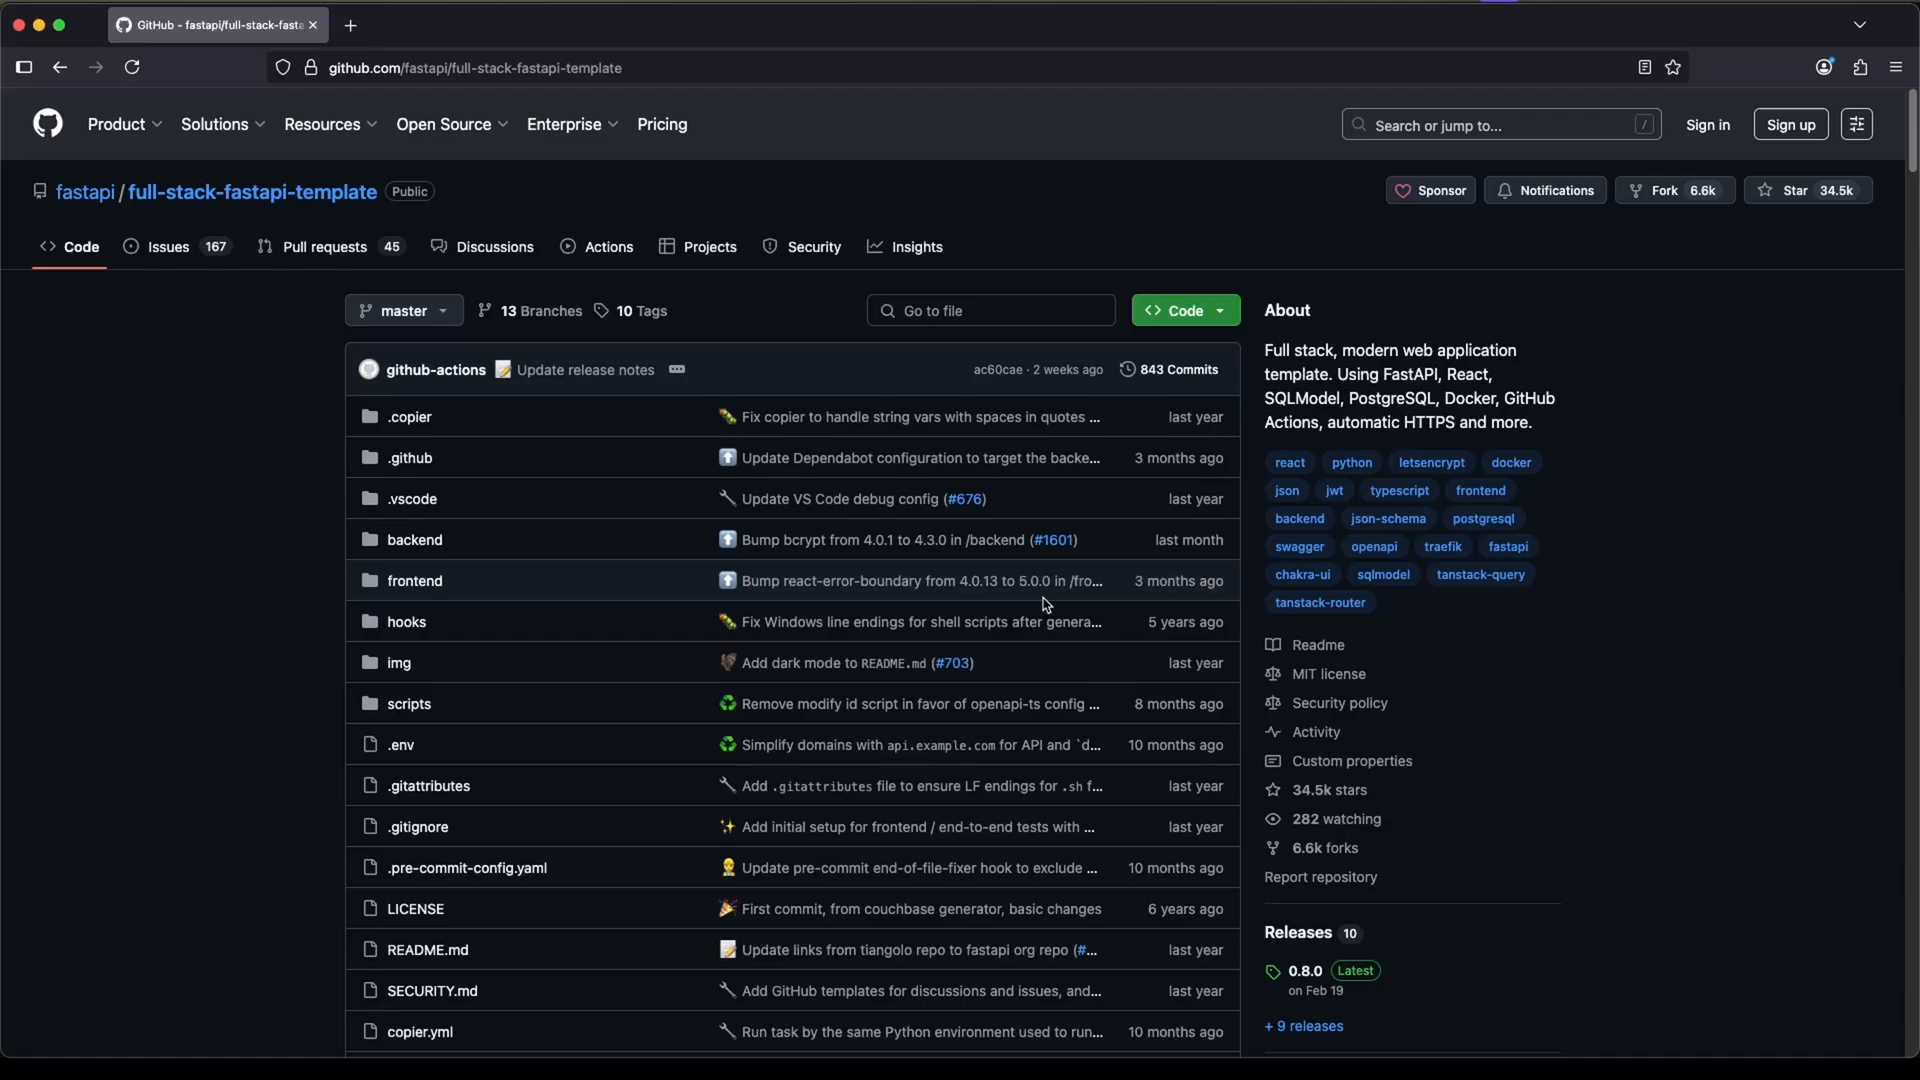 GitHub - fastapi/full-stack-fasta
github.com/fastapi/full-stack-fastapi-template
Product Solutions Resources Open Source Enterprise Pricing
Search or jump to... /
Sign in
Sign up
fastapi/full-stack-fastapi-template Public
Sponsor
Notifications
Fork 6.6k
Star 34.5k
Code
Issues 167
Pull requests 45
Discussions
Actions
Projects
Security
Insights
master
13 Branches
10 Tags
Go to file
Code
github-actions Update release notes ac60cae · 2 weeks ago 843 Commits
.copier Fix copier to handle string vars with spaces in quotes ... last year
.github Update Dependabot configuration to target the backe... 3 months ago
.vscode Update VS Code debug config (#676) last year
backend Bump bcrypt from 4.0.1 to 4.3.0 in /backend (#1601) last month
frontend Bump react-error-boundary from 4.0.13 to 5.0.0 in /fro... 3 months ago
hooks Fix Windows line endings for shell scripts after genera... 5 years ago
img Add dark mode to README.md (#703) last year
scripts Remove modify id script in favor of openapi-ts config ... 8 months ago
.env Simplify domains with api.example.com for API and `d... 10 months ago
.gitattributes Add .gitattributes file to ensure LF endings for .sh f... last year
.gitignore Add initial setup for frontend / end-to-end tests with ... last year
.pre-commit-config.yaml Update pre-commit end-of-file-fixer hook to exclude ... 10 months ago
LICENSE First commit, from couchbase generator, basic changes 6 years ago
README.md Update links from tiangolo repo to fastapi org repo (#... last year
SECURITY.md Add GitHub templates for discussions and issues, and... last year
copier.yml Run task by the same Python environment used to run... 10 months ago
About
Full stack, modern web application
template. Using FastAPI, React,
SQLModel, PostgreSQL, Docker, GitHub
Actions, automatic HTTPS and more.
react python letsencrypt docker
json jwt typescript frontend
backend json-schema postgresql
swagger openapi traefik fastapi
chakra-ui sqlmodel tanstack-query
tanstack-router
Readme
MIT license
Security policy
Activity
Custom properties
34.5k stars
282 watching
6.6k forks
Report repository
Releases 10
0.8.0 Latest
on Feb 19
+ 9 releases